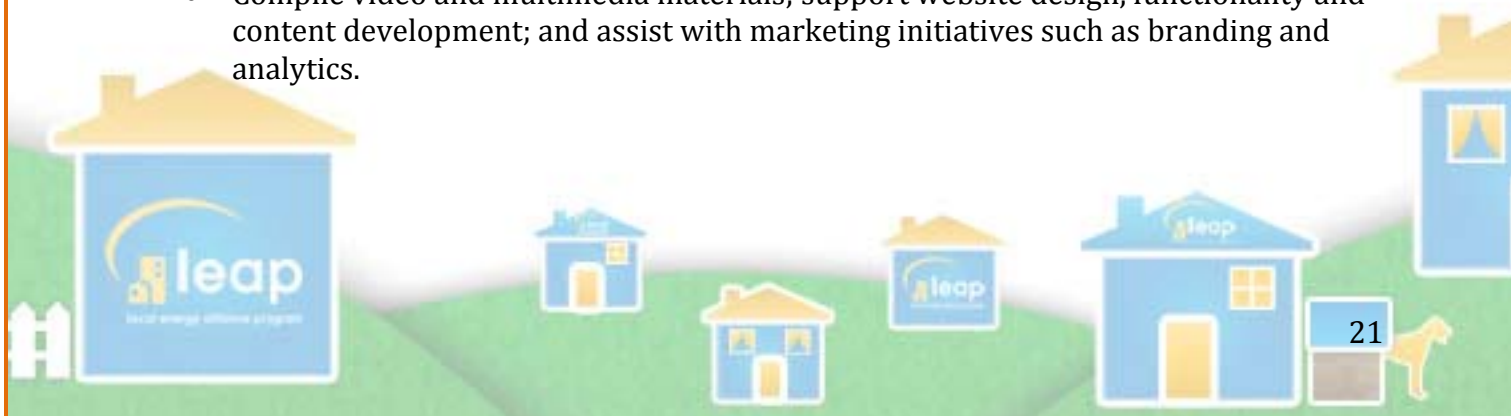 Compile video and multimedia materials; support website design, functionality and
content development; and assist with marketing initiatives such as branding and
analytics.
leap
local energy alliance program
leap
leap
21